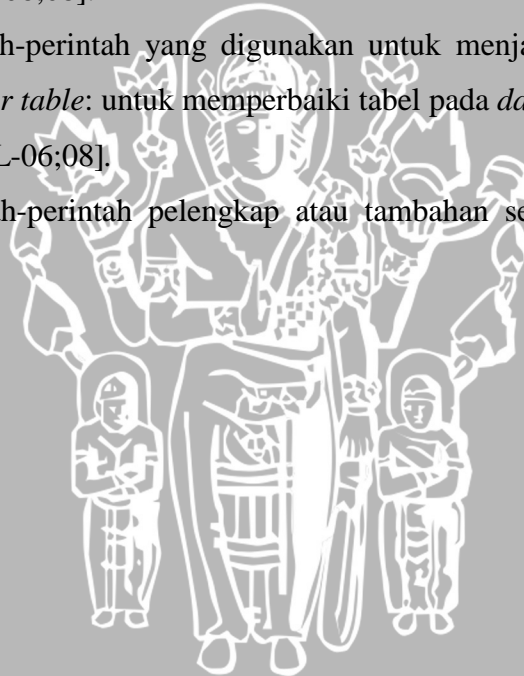 h-perintah yang digunakan untuk menja
r table: untuk memperbaiki tabel pada da
L-06;08].
h-perintah pelengkap atau tambahan se